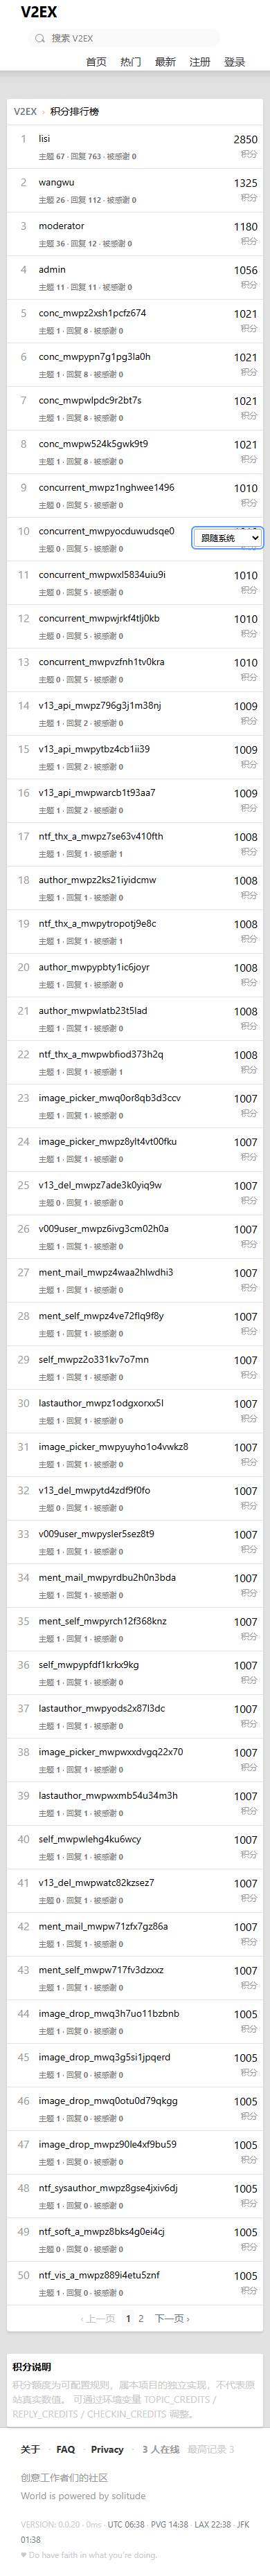 V2EX
搜索 V2EX
首页 热门 最新 注册 登录
V2EX › 积分排行榜
1 lisi 2850
主题 67 · 回复 763 · 被感谢 0 积分
2 wangwu 1325
主题 26 · 回复 112 · 被感谢 0 积分
3 moderator 1180
主题 36 · 回复 12 · 被感谢 0 积分
4 admin 1056
主题 11 · 回复 11 · 被感谢 0 积分
5 conc_mwpz2xsh1pcfz674 1021
主题 1 · 回复 8 · 被感谢 0 积分
6 conc_mwpypn7g1pg3la0h 1021
主题 1 · 回复 8 · 被感谢 0 积分
7 conc_mwpwlpdc9r2bt7s 1021
主题 1 · 回复 8 · 被感谢 0 积分
8 conc_mwpw524k5gwk9t9 1021
主题 1 · 回复 8 · 被感谢 0 积分
9 concurrent_mwpz1nghwee1496 1010
主题 0 · 回复 5 · 被感谢 0 积分
10 concurrent_mwpyocduwudsqe0
跟随系统
主题 0 · 回复 5 · 被感谢 0
11 concurrent_mwpwxl5834uiu9i 1010
主题 0 · 回复 5 · 被感谢 0 积分
12 concurrent_mwpwjrkf4tlj0kb 1010
主题 0 · 回复 5 · 被感谢 0 积分
13 concurrent_mwpvzfnh1tv0kra 1010
主题 0 · 回复 5 · 被感谢 0 积分
14 v13_api_mwpz796g3j1m38nj 1009
主题 1 · 回复 2 · 被感谢 0 积分
15 v13_api_mwpytbz4cb1ii39 1009
主题 1 · 回复 2 · 被感谢 0 积分
16 v13_api_mwpwarcb1t93aa7 1009
主题 1 · 回复 2 · 被感谢 0 积分
17 ntf_thx_a_mwpz7se63v410fth 1008
主题 1 · 回复 1 · 被感谢 1 积分
18 author_mwpz2ks21iyidcmw 1008
主题 1 · 回复 1 · 被感谢 0 积分
19 ntf_thx_a_mwpytropotj9e8c 1008
主题 1 · 回复 1 · 被感谢 1 积分
20 author_mwpypbty1ic6joyr 1008
主题 1 · 回复 1 · 被感谢 0 积分
21 author_mwpwlatb23t5lad 1008
主题 1 · 回复 1 · 被感谢 0 积分
22 ntf_thx_a_mwpwbfiod373h2q 1008
主题 1 · 回复 1 · 被感谢 1 积分
23 image_picker_mwq0or8qb3d3ccv 1007
主题 1 · 回复 1 · 被感谢 0 积分
24 image_picker_mwpz8ylt4vt00fku 1007
主题 1 · 回复 1 · 被感谢 0 积分
25 v13_del_mwpz7ade3k0yiq9w 1007
主题 0 · 回复 1 · 被感谢 0 积分
26 v009user_mwpz6ivg3cm02h0a 1007
主题 1 · 回复 1 · 被感谢 0 积分
27 ment_mail_mwpz4waa2hlwdhi3 1007
主题 1 · 回复 1 · 被感谢 0 积分
28 ment_self_mwpz4ve72flq9f8y 1007
主题 1 · 回复 1 · 被感谢 0 积分
29 self_mwpz2o331kv7o7mn 1007
主题 1 · 回复 1 · 被感谢 0 积分
30 lastauthor_mwpz1odgxorxx5l 1007
主题 1 · 回复 1 · 被感谢 0 积分
31 image_picker_mwpyuyho1o4vwkz8 1007
主题 1 · 回复 1 · 被感谢 0 积分
32 v13_del_mwpytd4zdf9f0fo 1007
主题 0 · 回复 1 · 被感谢 0 积分
33 v009user_mwpysler5sez8t9 1007
主题 1 · 回复 1 · 被感谢 0 积分
34 ment_mail_mwpyrdbu2h0n3bda 1007
主题 1 · 回复 1 · 被感谢 0 积分
35 ment_self_mwpyrch12f368knz 1007
主题 1 · 回复 1 · 被感谢 0 积分
36 self_mwpypfdf1krkx9kg 1007
主题 1 · 回复 1 · 被感谢 0 积分
37 lastauthor_mwpyods2x87l3dc 1007
主题 1 · 回复 1 · 被感谢 0 积分
38 image_picker_mwpwxxdvgq22x70 1007
主题 1 · 回复 1 · 被感谢 0 积分
39 lastauthor_mwpwxmb54u34m3h 1007
主题 1 · 回复 1 · 被感谢 0 积分
40 self_mwpwlehg4ku6wcy 1007
主题 1 · 回复 1 · 被感谢 0 积分
41 v13_del_mwpwatc82kzsez7 1007
主题 0 · 回复 1 · 被感谢 0 积分
42 ment_mail_mwpw71zfx7gz86a 1007
主题 1 · 回复 1 · 被感谢 0 积分
43 ment_self_mwpw717fv3dzxxz 1007
主题 1 · 回复 1 · 被感谢 0 积分
44 image_drop_mwq3h7uo11bzbnb 1005
主题 1 · 回复 0 · 被感谢 0 积分
45 image_drop_mwq3g5si1jpqerd 1005
主题 1 · 回复 0 · 被感谢 0 积分
46 image_drop_mwq0otu0d79qkgg 1005
主题 1 · 回复 0 · 被感谢 0 积分
47 image_drop_mwpz90le4xf9bu59 1005
主题 1 · 回复 0 · 被感谢 0 积分
48 ntf_sysauthor_mwpz8gse4jxiv6dj 1005
主题 1 · 回复 0 · 被感谢 0 积分
49 ntf_soft_a_mwpz8bks4g0ei4cj 1005
主题 0 · 回复 0 · 被感谢 0 积分
50 ntf_vis_a_mwpz889i4etu5znf 1005
主题 1 · 回复 0 · 被感谢 0 积分
‹ 上一页 1 2 下一页 ›
积分说明
积分额度为可配置规则，属本项目的独立实现，不代表原
站真实数值。 可通过环境变量 TOPIC_CREDITS /
REPLY_CREDITS / CHECKIN_CREDITS 调整。
关于 · FAQ · Privacy · 3 人在线 最高记录 3
创意工作者们的社区
World is powered by solitude
VERSION: 0.0.20 · 0ms · UTC 06:38 · PVG 14:38 · LAX 22:38 · JFK
01:38
♥ Do have faith in what you're doing.